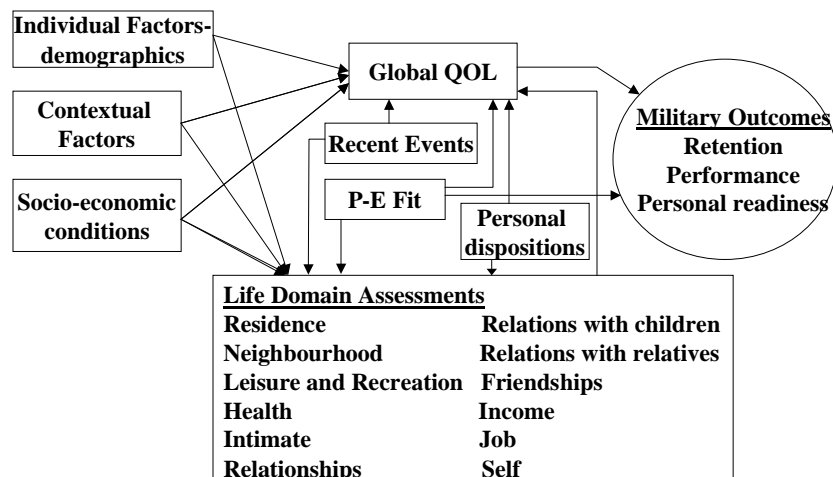 Individual Factors-
demographics
Global QOL
Contextual
Factors
Military Outcomes
Retention
Performance
Personal readiness
Recent Events
P-E Fit
Socio-economic
conditions
Personal
dispositions
Life Domain Assessments
Residence Relations with children
Neighbourhood Relations with relatives
Leisure and Recreation Friendships
Health Income
Intimate Job
Relationships Self